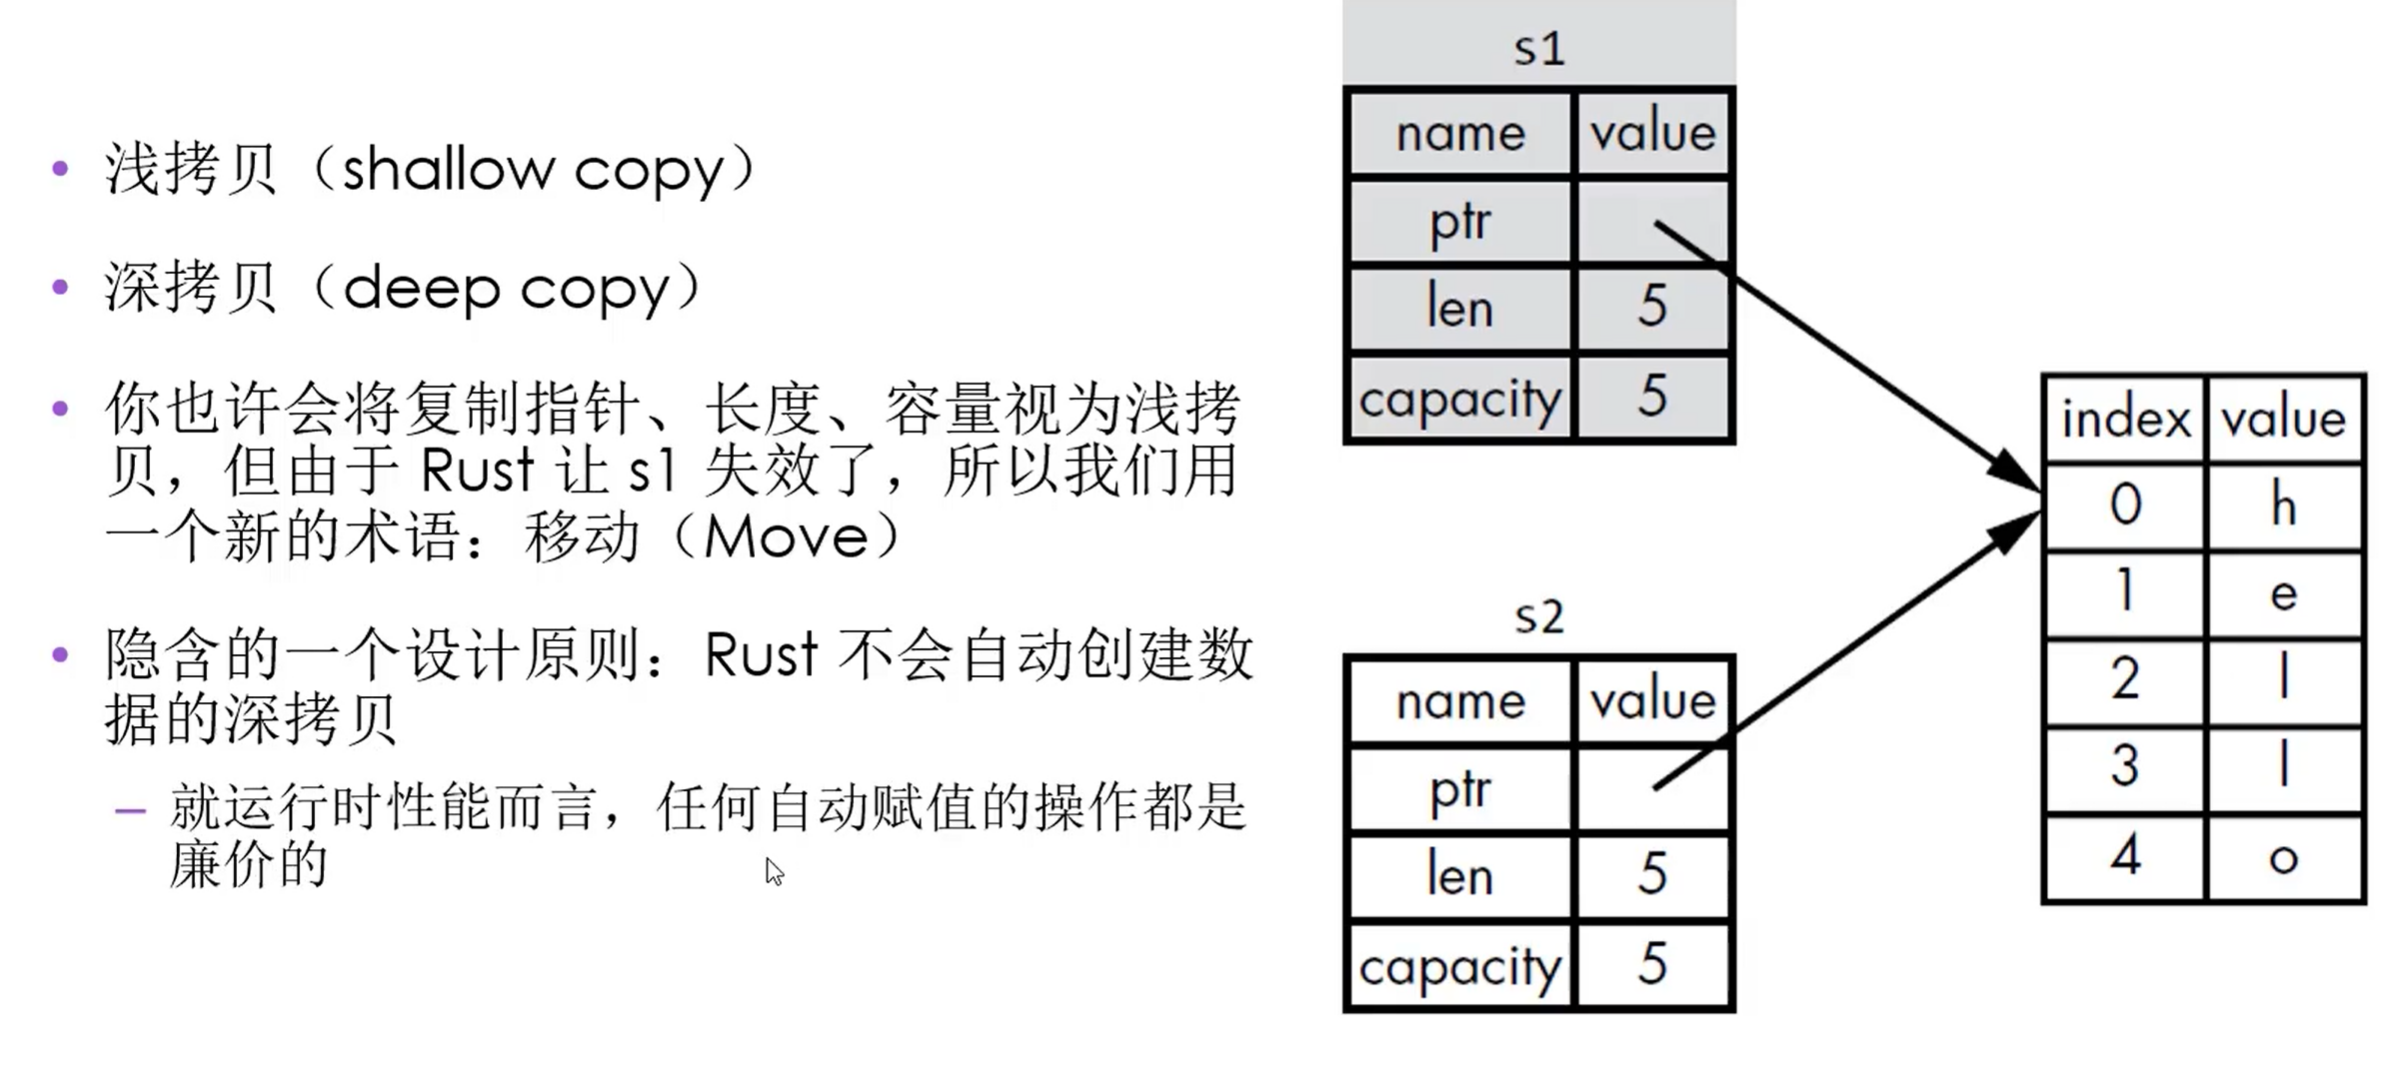 • 浅拷贝（shallow copy）
• 深拷贝（deep copy）
• 你也许会将复制指针、长度、容量视为浅拷
贝，但由于 Rust 让 s1 失效了，所以我们用
一个新的术语：移动（Move）
• 隐含的一个设计原则：Rust 不会自动创建数
据的深拷贝
– 就运行时性能而言，任何自动赋值的操作都是
廉价的
s1
name value
ptr
len 5
capacity 5
s2
name value
ptr
len 5
capacity 5
index value
0 h
1 e
2 l
3 l
4 o